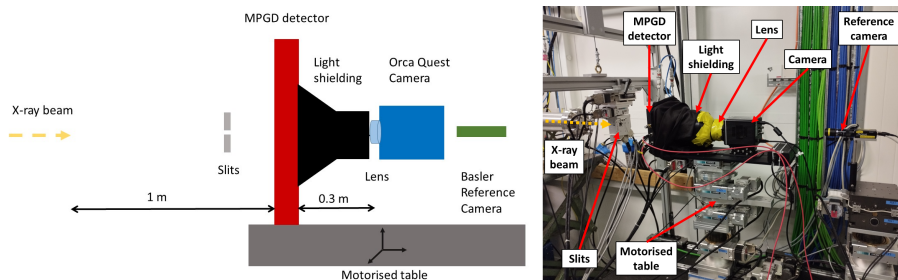 MPGD detector
Light
shielding
Orca Quest
Camera
X-ray beam
Slits
Lens
Basler
Reference
Camera
1 m
0.3 m
Motorised table
MPGD
detector
Light
shielding
Lens
Reference
camera
Camera
X-ray
beam
Slits
Motorised
table